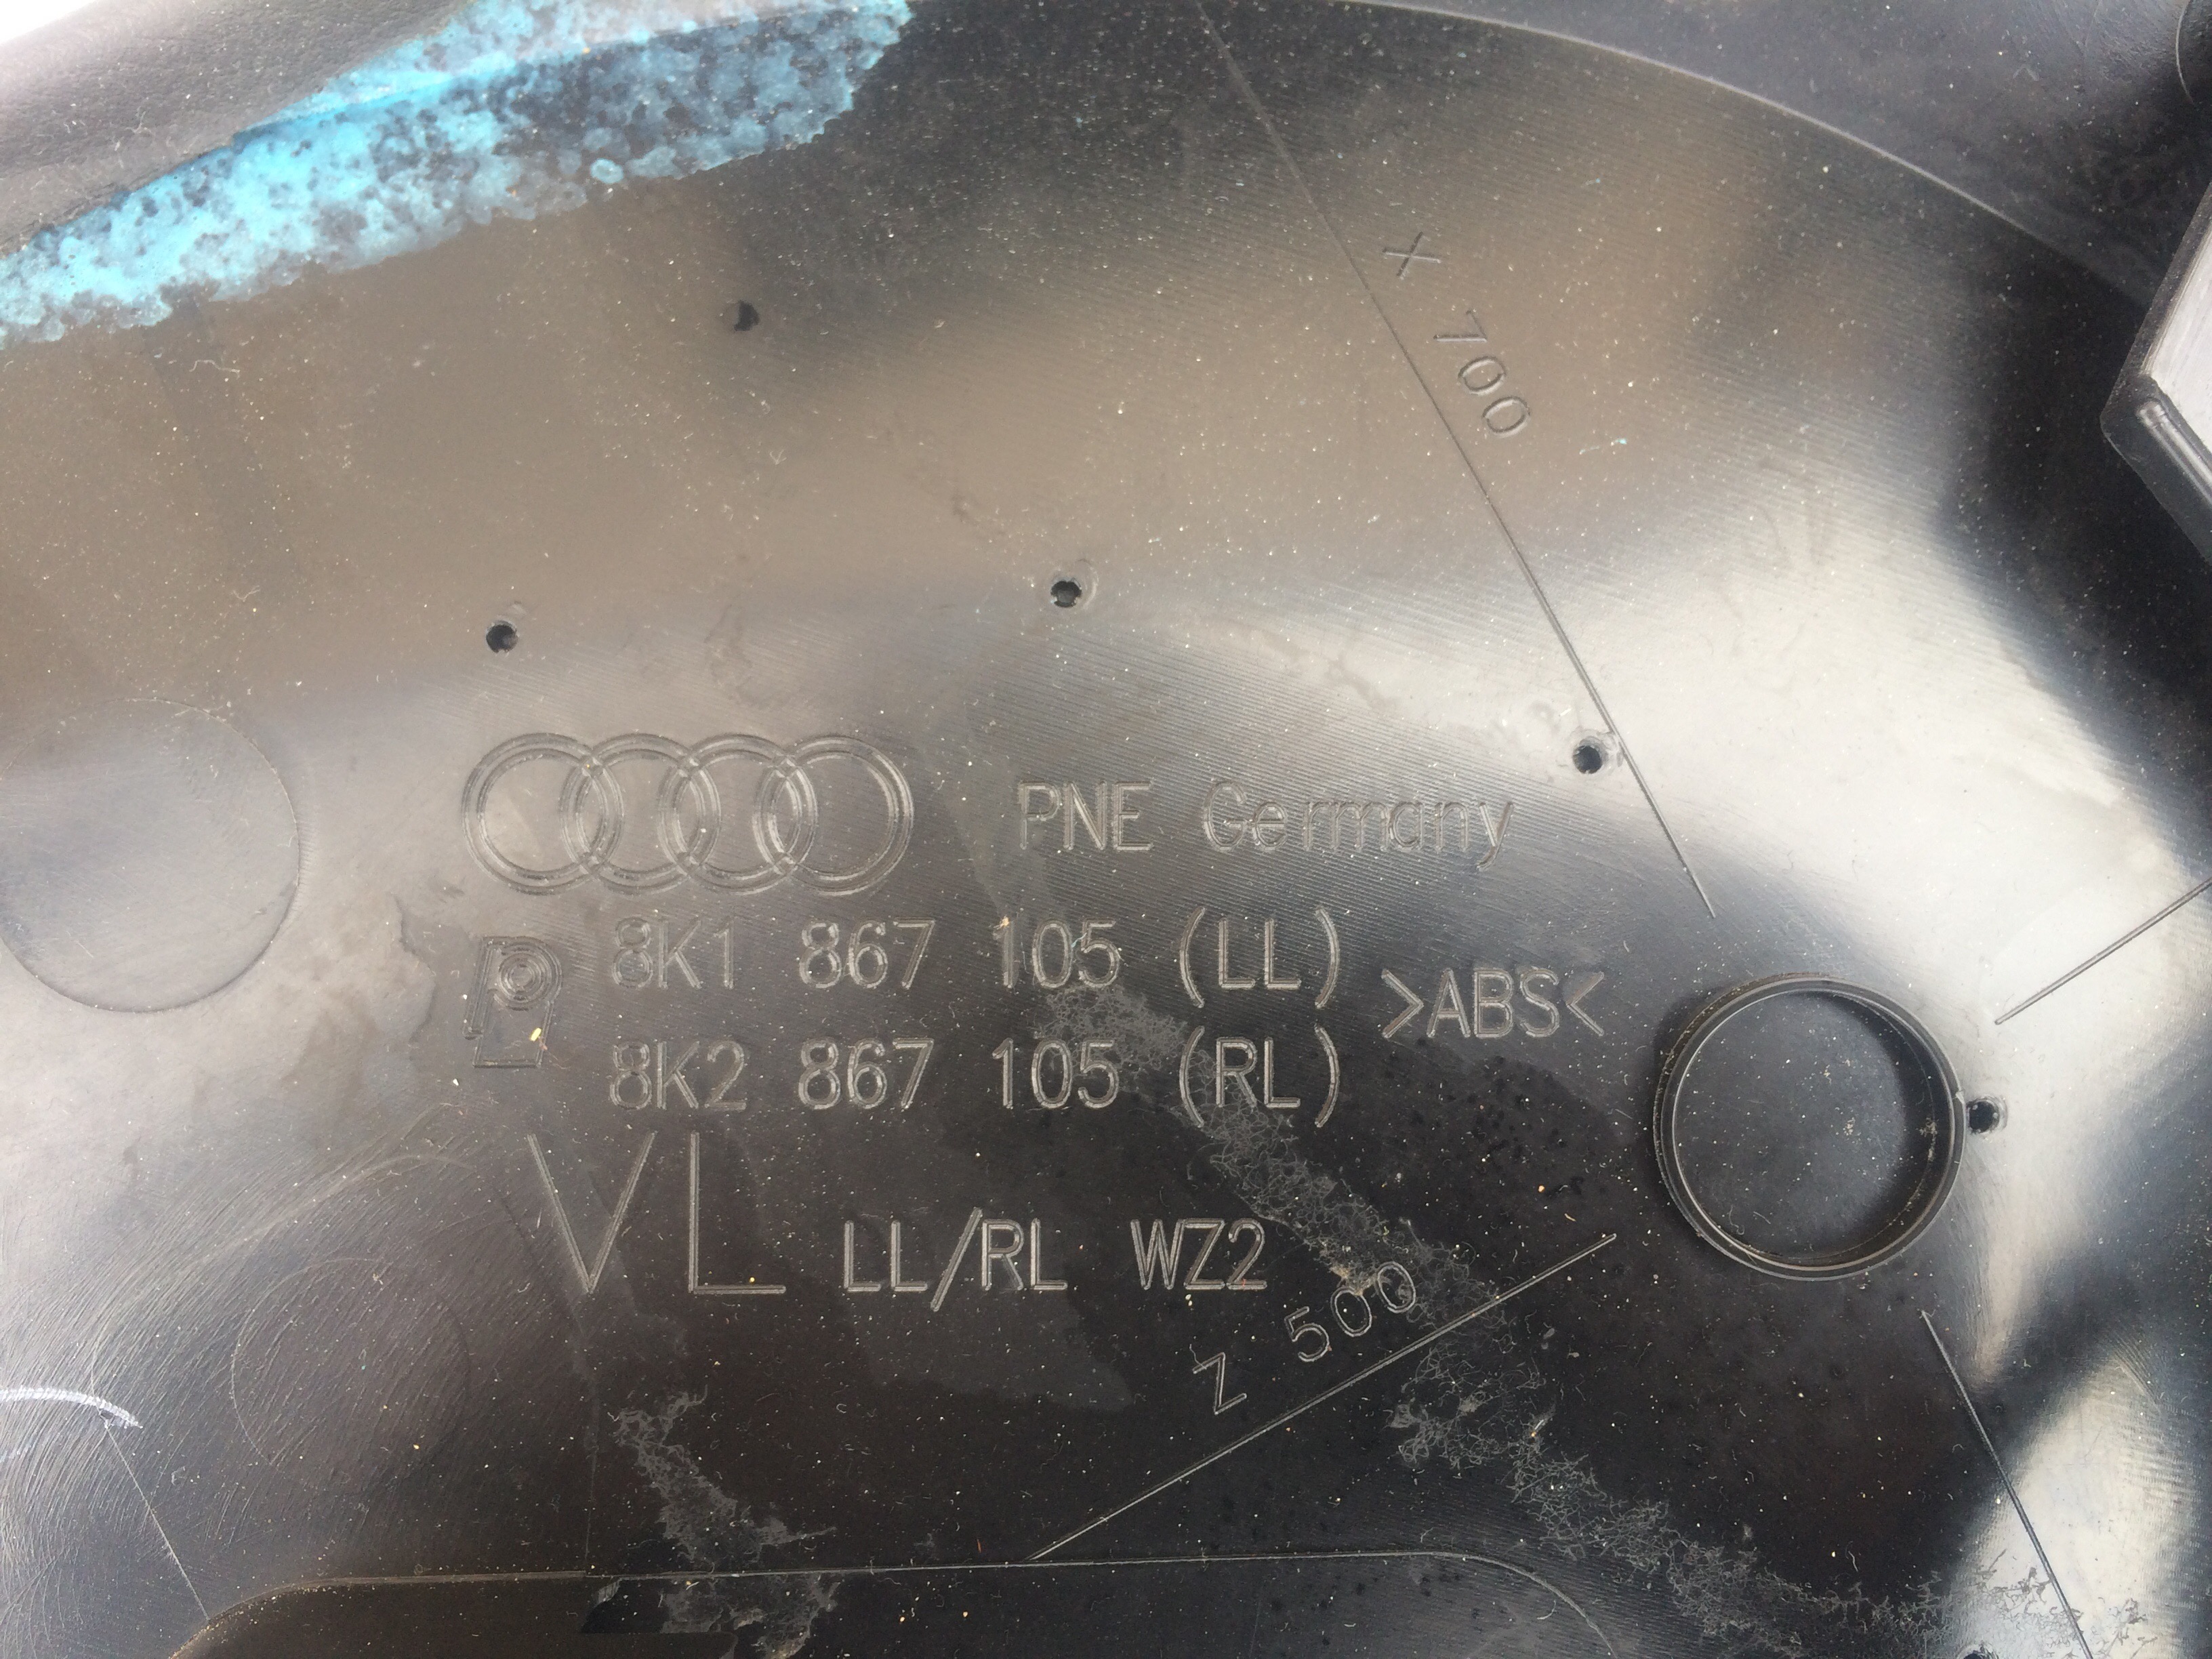 X 700
PNE Germany
8K1 867 105 (LL)
>ABS<
8K2 867 105 (RL)
VL LL/RL WZ2
Z 500